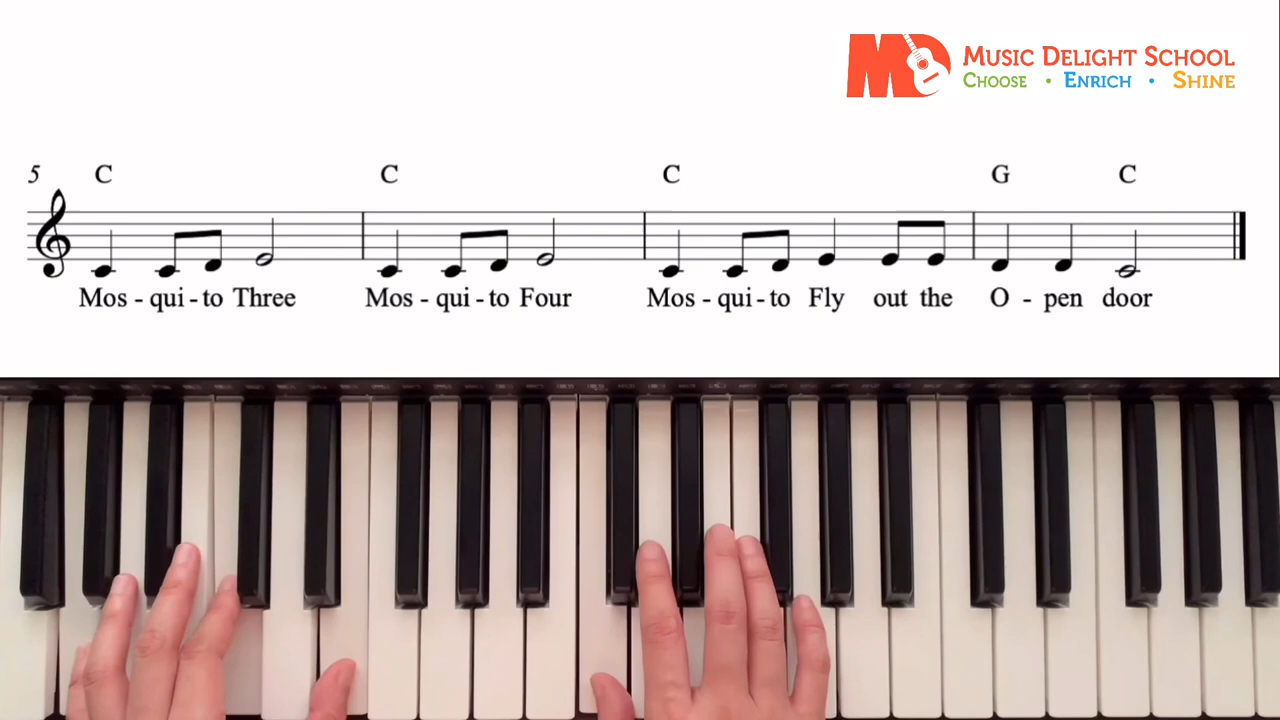 MUSIC DELIGHT SCHOOL
CHOOSE • ENRICH • SHINE
5 C C C G C
Mos - qui - to Three Mos - qui - to Four Mos - qui - to Fly out the O - pen door